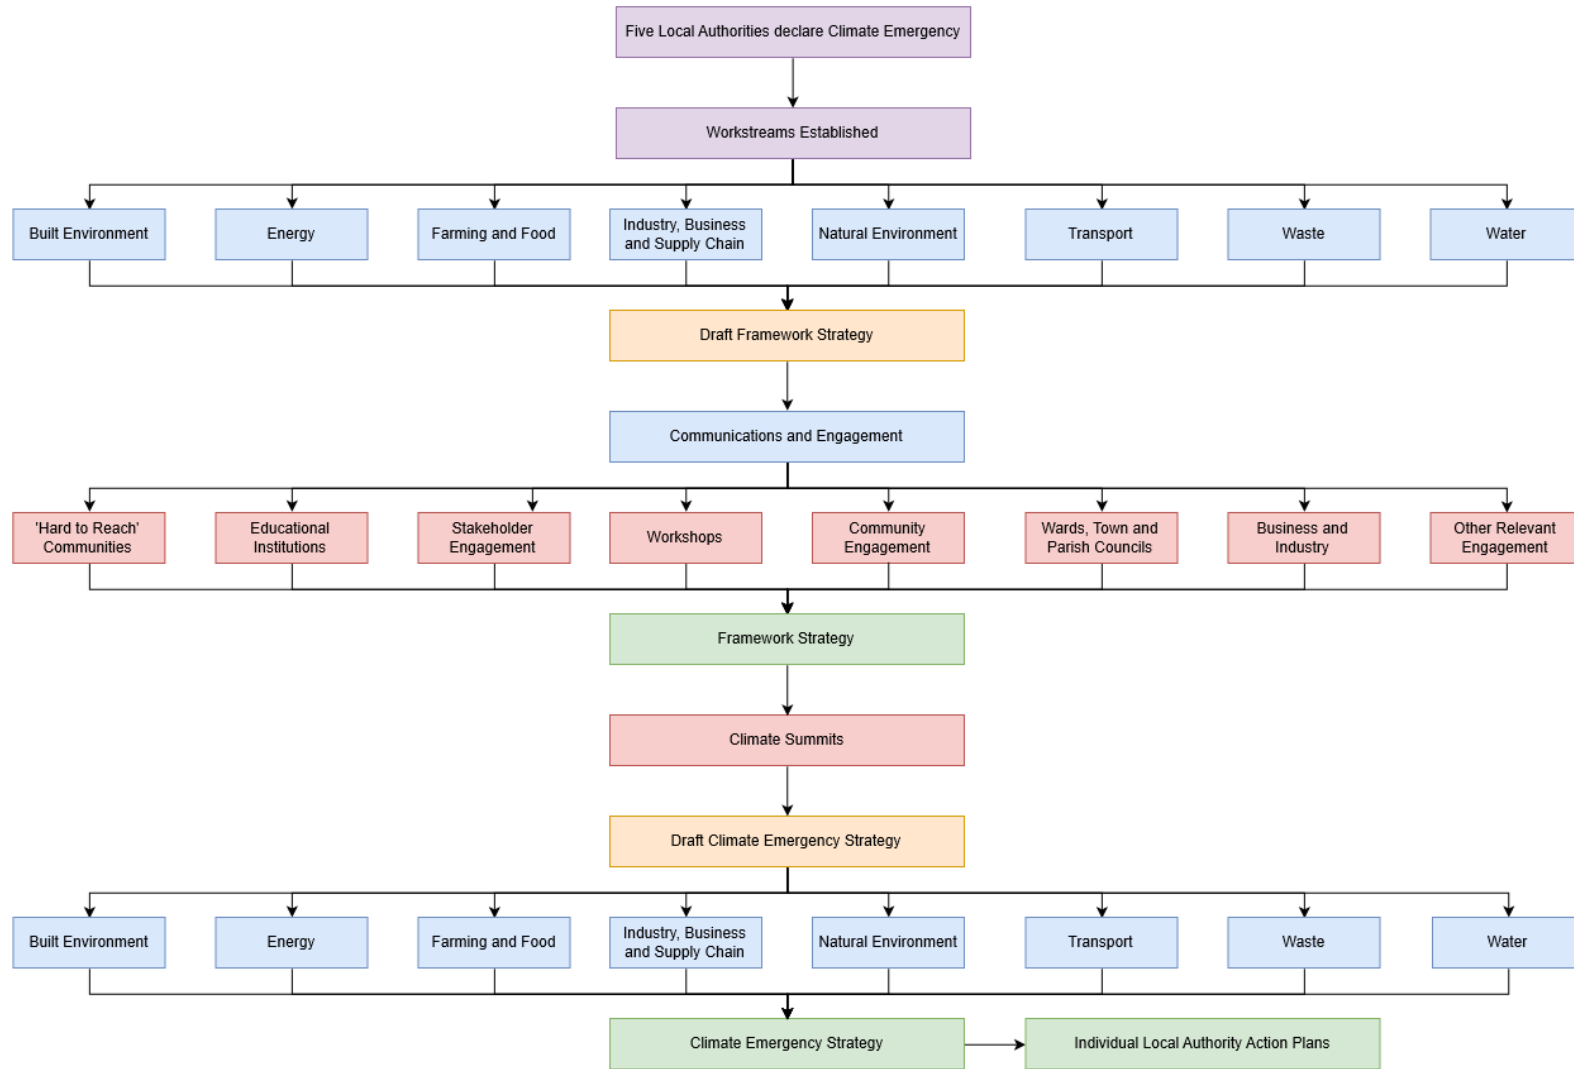 Five Local Authorities declare Climate Emergency
Workstreams Established
Built Environment
Energy
Farming and Food
Industry, Business
and Supply Chain
Natural Environment
Transport
Waste
Water
Draft Framework Strategy
Communications and Engagement
'Hard to Reach'
Communities
Educational
Institutions
Stakeholder
Engagement
Workshops
Community
Engagement
Wards, Town and
Parish Councils
Business and
Industry
Other Relevant
Engagement
Framework Strategy
Climate Summits
Draft Climate Emergency Strategy
Built Environment
Energy
Farming and Food
Industry, Business
and Supply Chain
Natural Environment
Transport
Waste
Water
Climate Emergency Strategy
Individual Local Authority Action Plans